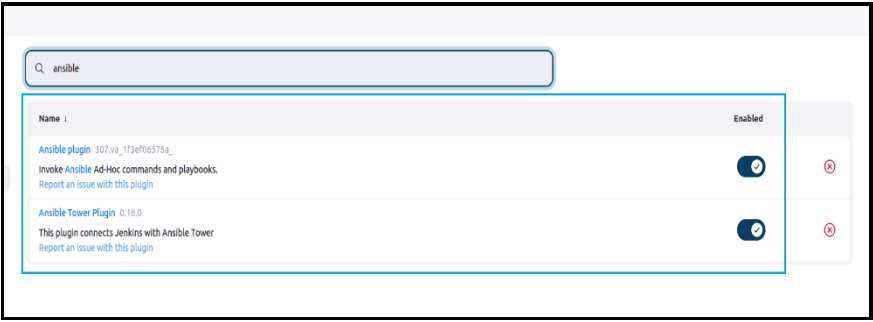 ansible
Name ↓ Enabled
Ansible plugin 307.va_1f3ef06575a_
Invoke Ansible Ad-Hoc commands and playbooks.
Report an issue with this plugin
Ansible Tower Plugin 0.16.0
This plugin connects Jenkins with Ansible Tower
Report an issue with this plugin